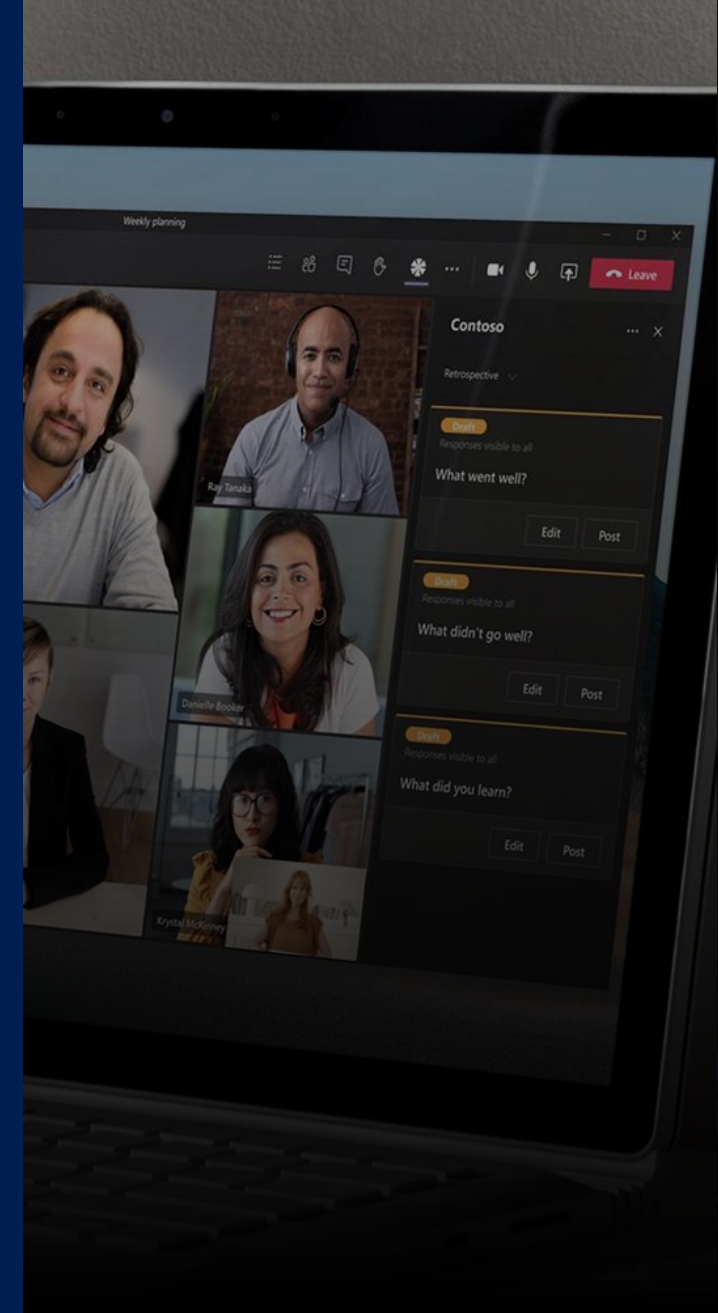 Weekly planning
Leave
Contoso
Retrospective
Draft
Responses visible to all
What went well?
Edit
Post
Ray Tanaka
Draft
Responses visible to all
What didn't go well?
Edit
Post
Danielle Booker
Draft
Responses visible to all
What did you learn?
Edit
Post
Krystal McKinney